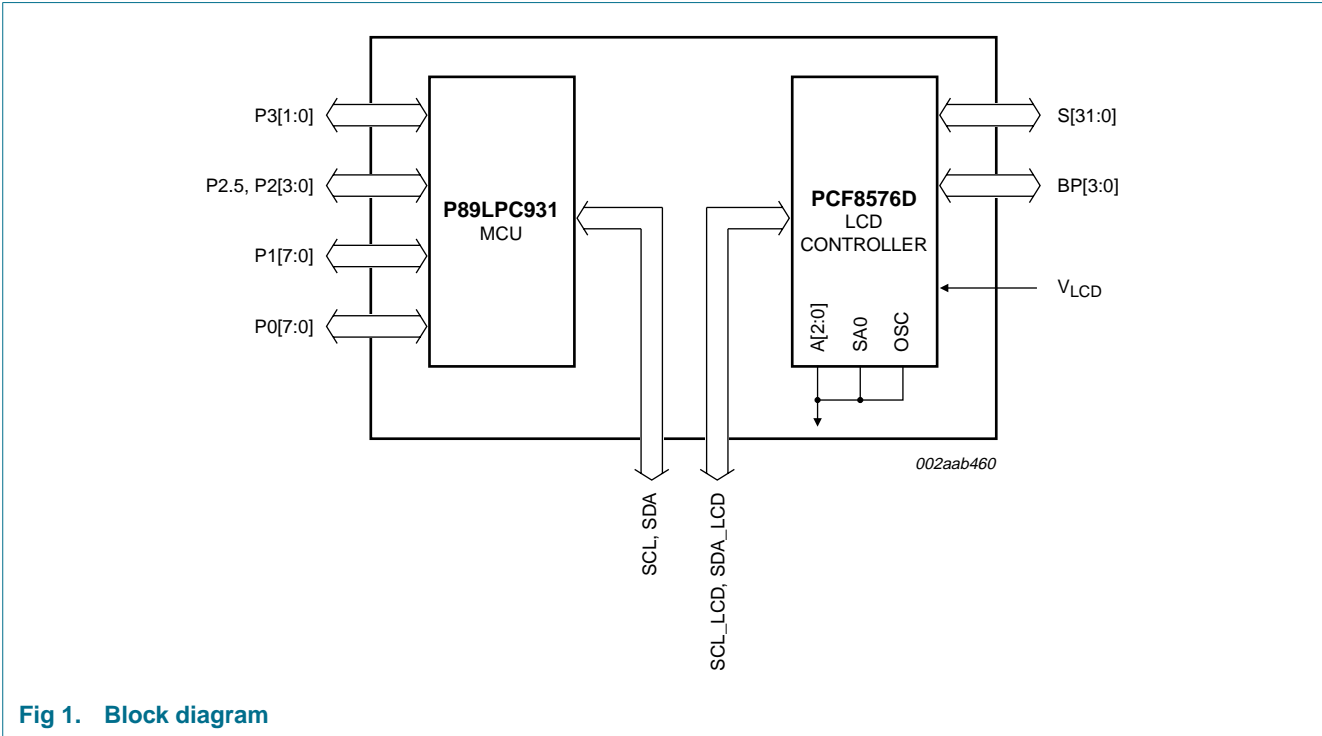 P3[1:0]
P2.5, P2[3:0]
P1[7:0]
P0[7:0]
P89LPC931
MCU
PCF8576D
LCD
CONTROLLER
A[2:0]
SA0
OSC
S[31:0]
BP[3:0]
VLCD
002aab460
SCL, SDA
SCL_LCD, SDA_LCD
Fig 1. Block diagram